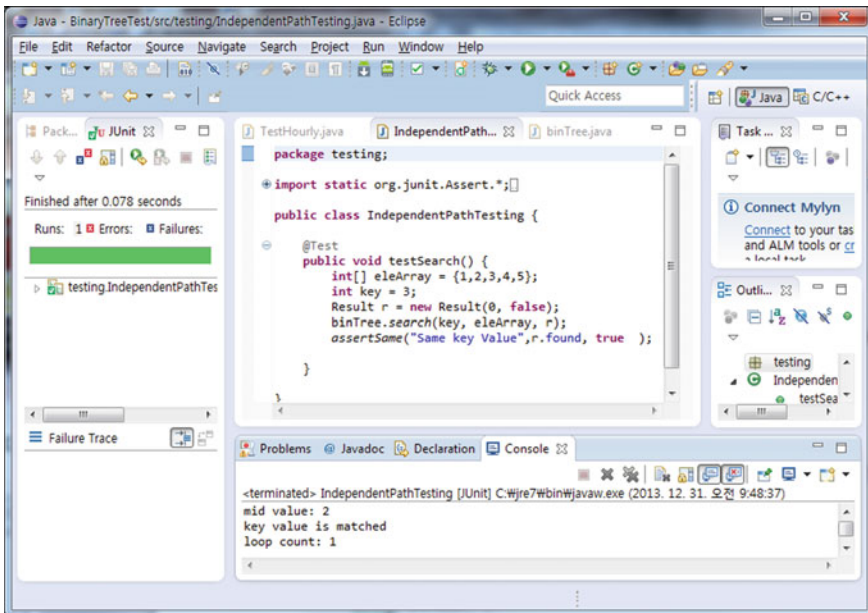 Java - BinaryTreeTest/src/testing/IndependentPathTesting.java - Eclipse
File Edit Refactor Source Navigate Search Project Run Window Help
Quick Access
Java
C/C++
Pack...
JUnit
Finished after 0.078 seconds
Runs: 1 Errors: Failures:
testing.IndependentPathTes
Failure Trace
TestHourly.java
IndependentPath...
binTree.java
package testing;
import static org.junit.Assert.*;
public class IndependentPathTesting {
@Test
public void testSearch() {
int[] eleArray = {1,2,3,4,5};
int key = 3;
Result r = new Result(0, false);
binTree.search(key, eleArray, r);
assertSame("Same key Value",r.found, true );
}
}
Task ...
Connect Mylyn
Connect to your tas
and ALM tools or cr
a local task
Outli...
testing
Independen
testSea
Problems @ Javadoc Declaration Console
<terminated> IndependentPathTesting [JUnit] C:₩jre7₩bin₩javaw.exe (2013. 12. 31. 오전 9:48:37)
mid value: 2
key value is matched
loop count: 1